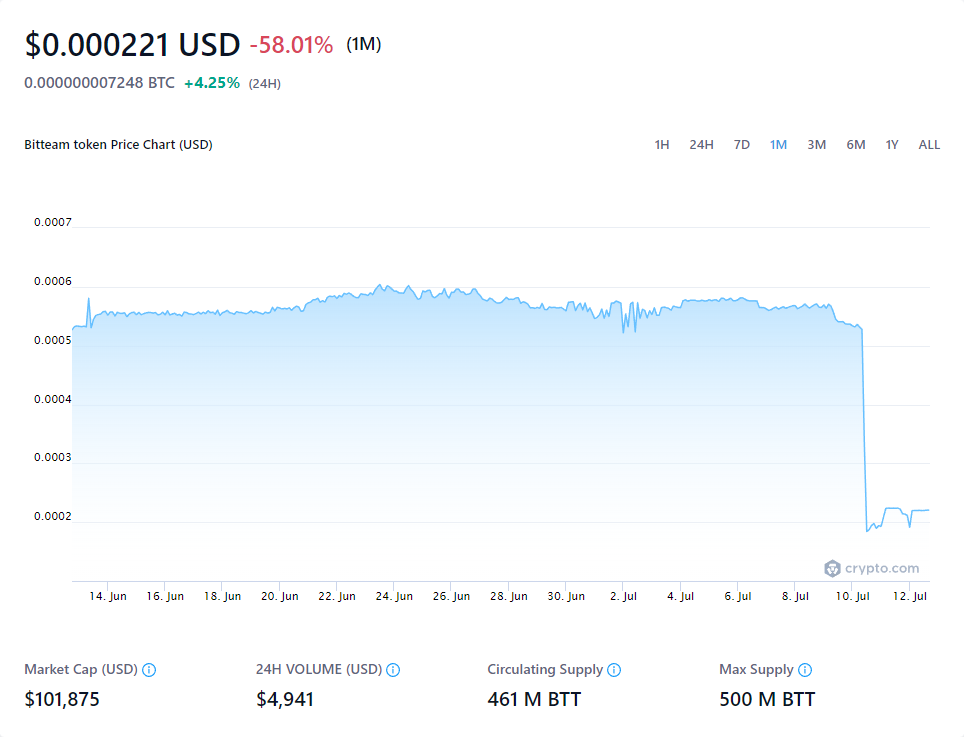 $0.000221 USD -58.01% (1M)
0.000000007248 BTC +4.25% (24H)
Bitteam token Price Chart (USD) 1H 24H 7D 1M 3M 6M 1Y ALL
0.0007
0.0006
0.0005
0.0004
0.0003
0.0002
crypto.com
14. Jun 16. Jun 18. Jun 20. Jun 22. Jun 24. Jun 26. Jun 28. Jun 30. Jun 2. Jul 4. Jul 6. Jul 8. Jul 10. Jul 12. Jul
Market Cap (USD) 24H VOLUME (USD) Circulating Supply Max Supply
$101,875 $4,941 461 M BTT 500 M BTT